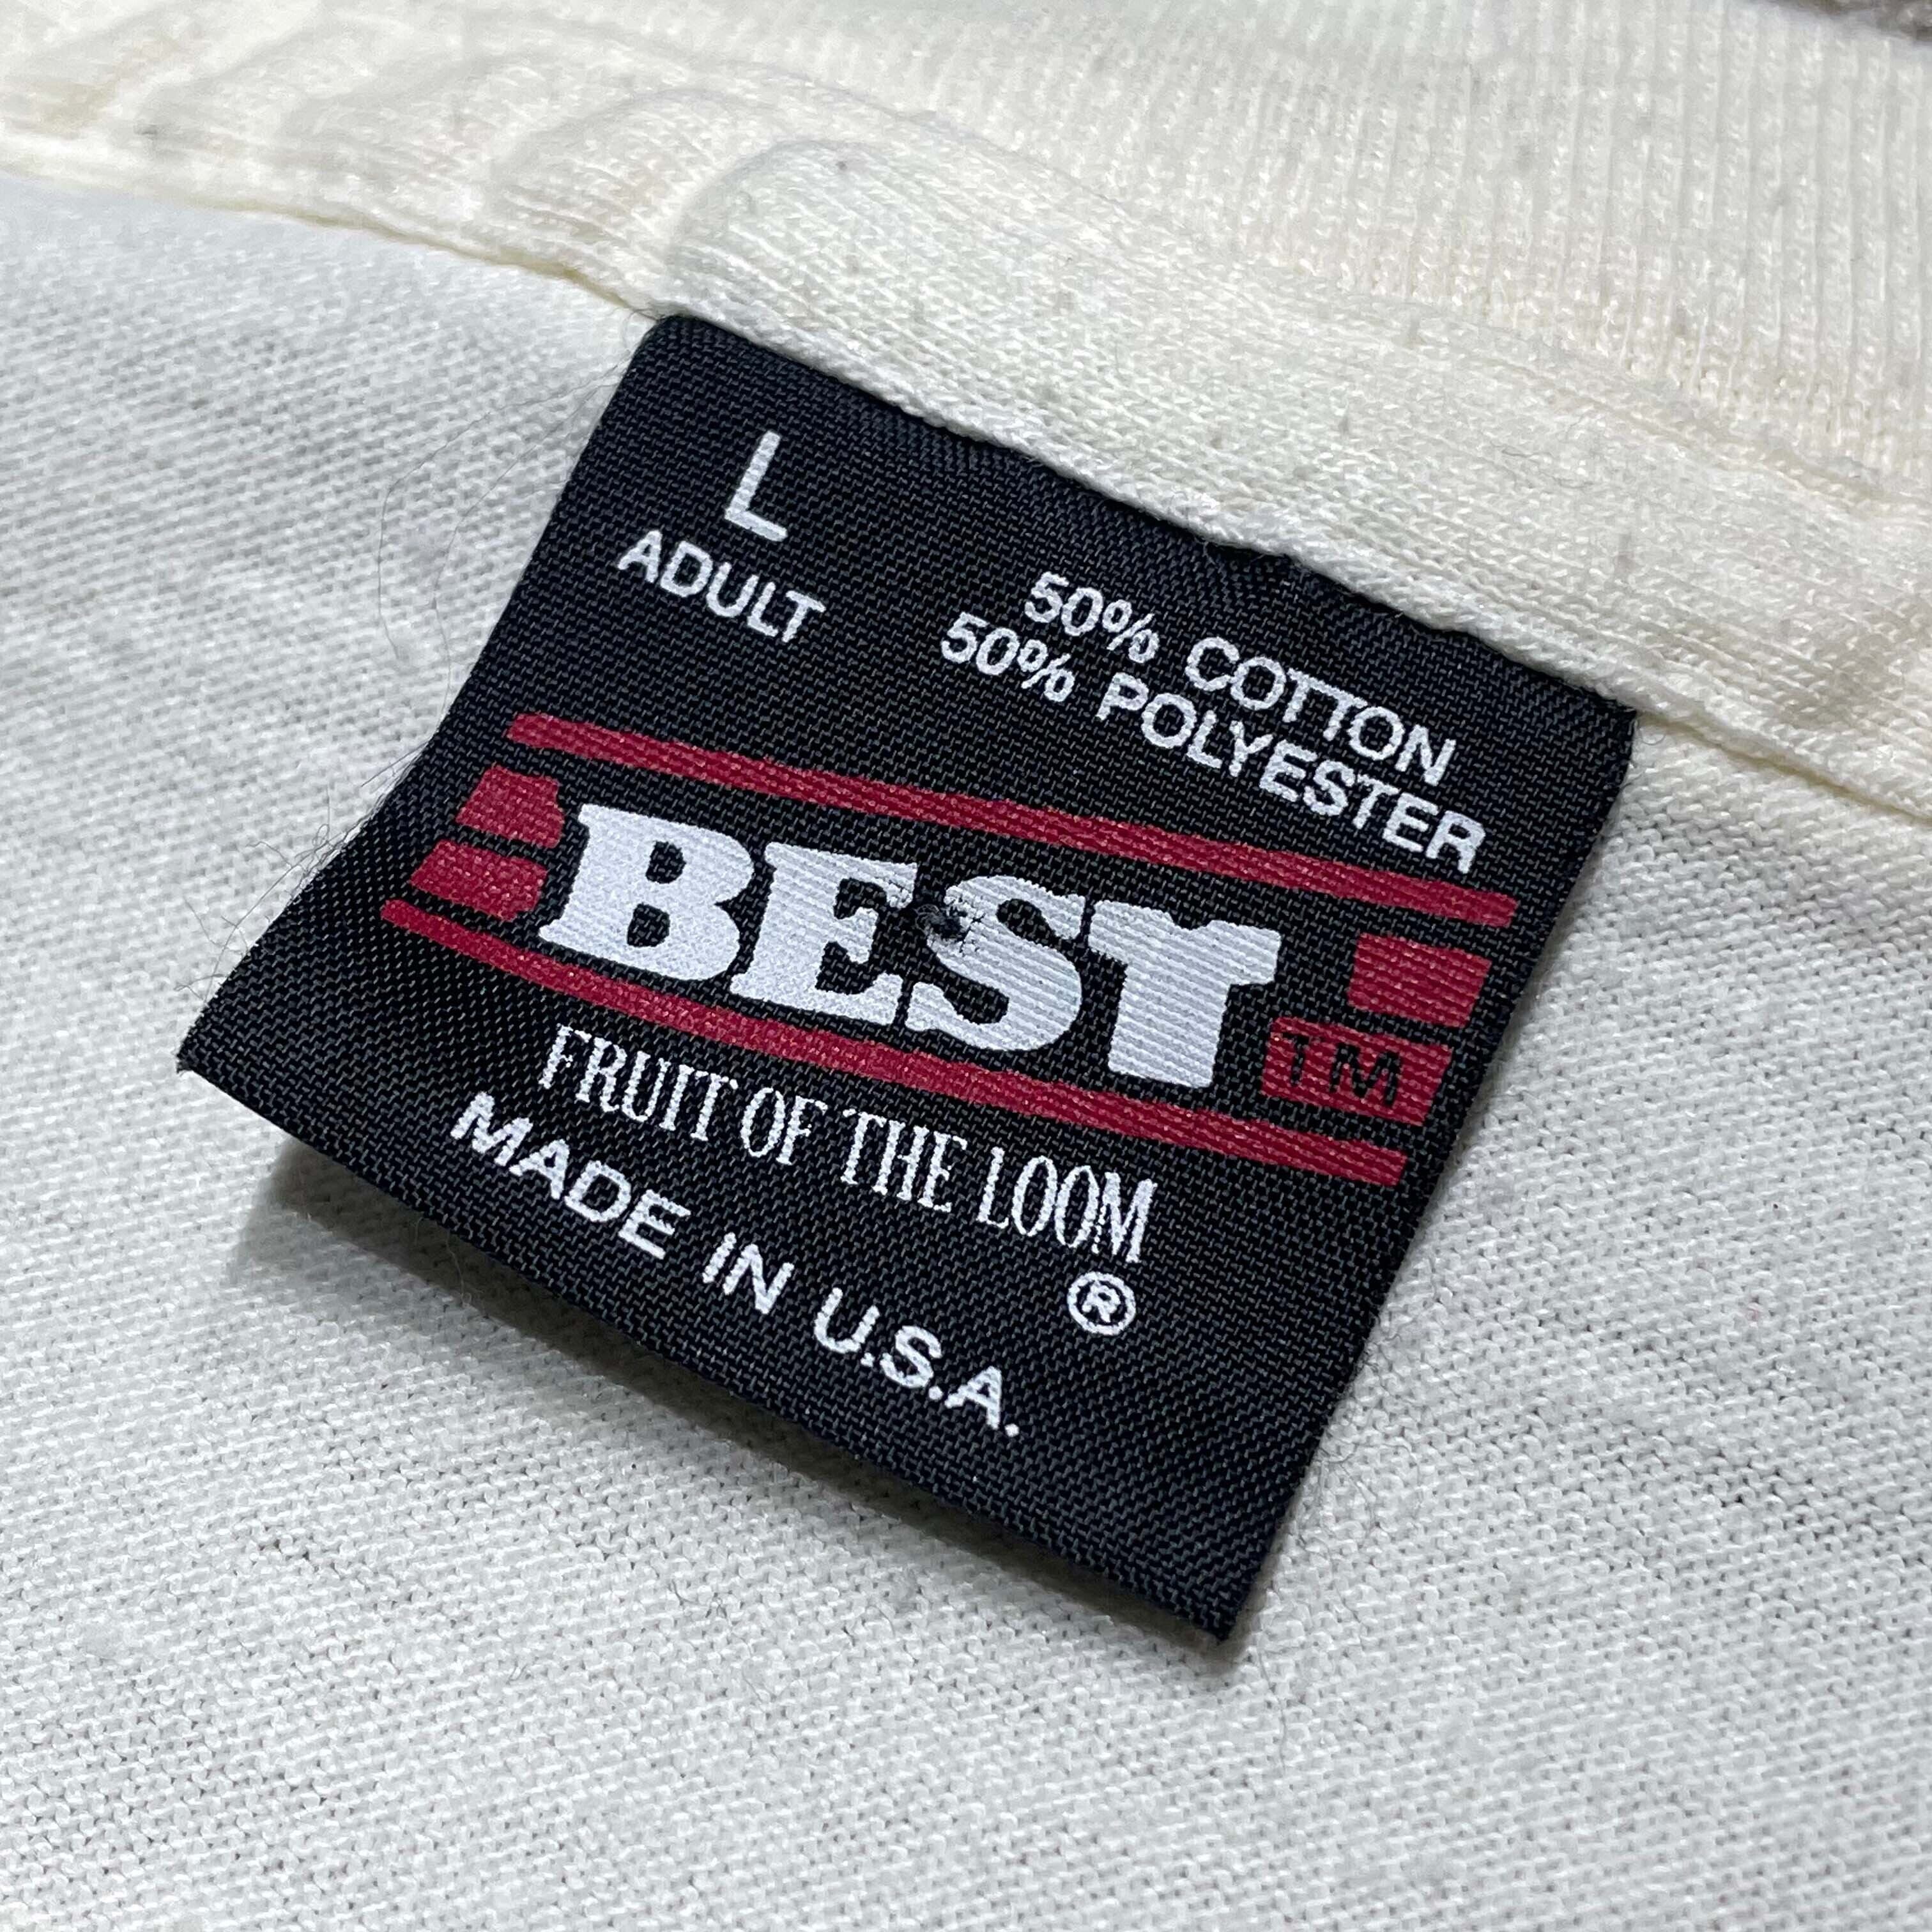 L
ADULT
50% COTTON
50% POLYESTER
BEST
TM
FRUIT OF THE LOOM
®
MADE IN U.S.A.